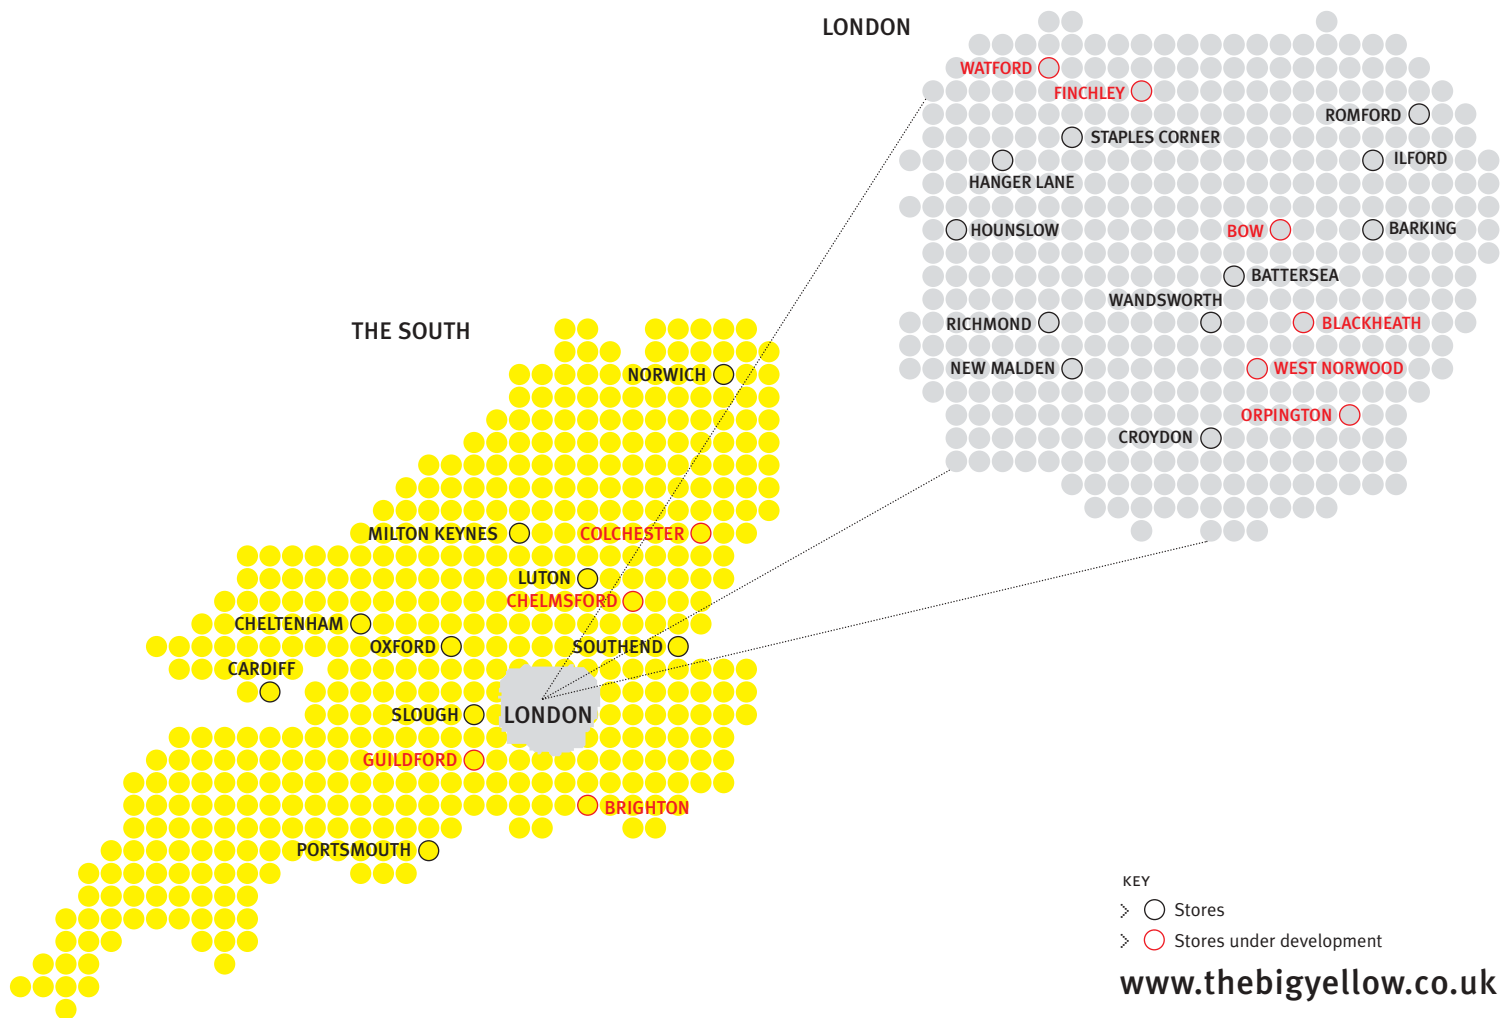 LONDON
WATFORD
FINCHLEY
ROMFORD
STAPLES CORNER
ILFORD
HANGER LANE
HOUNSLOW
BOW
BARKING
BATTERSEA
WANDSWORTH
RICHMOND
BLACKHEATH
NEW MALDEN
WEST NORWOOD
ORPINGTON
CROYDON
THE SOUTH
NORWICH
MILTON KEYNES
COLCHESTER
LUTON
CHELMSFORD
CHELTENHAM
OXFORD
SOUTHEND
CARDIFF
SLOUGH
LONDON
GUILDFORD
BRIGHTON
PORTSMOUTH
KEY
Stores
Stores under development
www.thebigyellow.co.uk